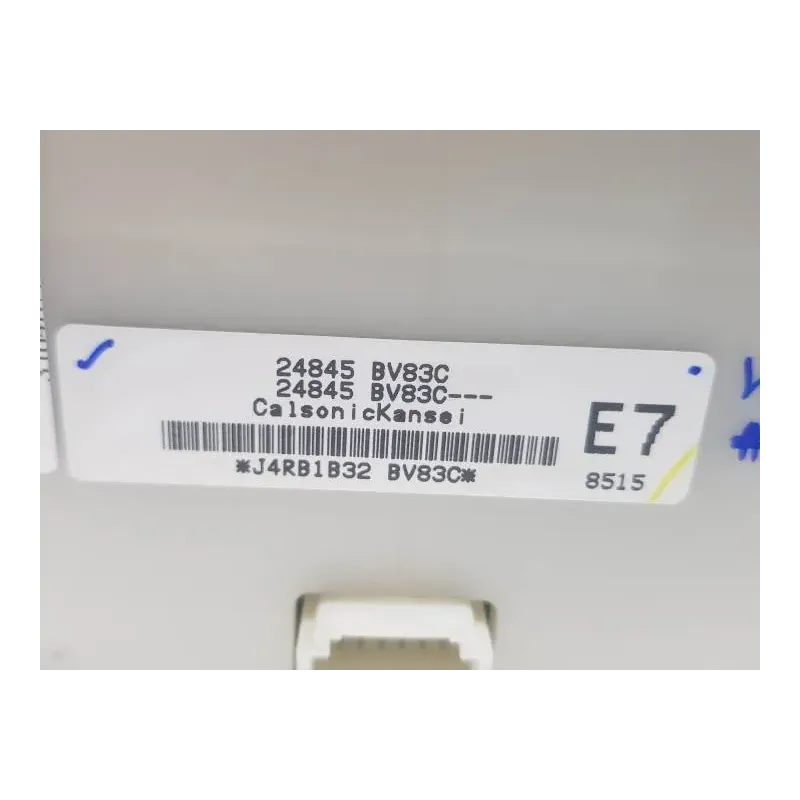 24845 BV83C
24845 BV83C---
CalsonicKansei
*J4RB1B32 BV83C*
E7
8515